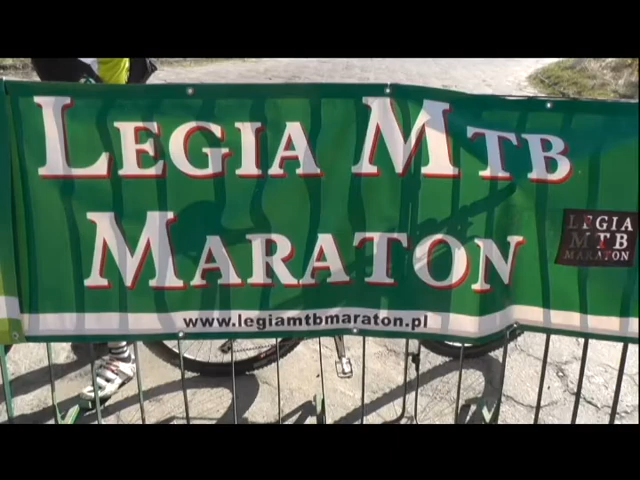 LEGIA MTB
MARATON
www.legiamtbmaraton.pl
LEGIA
MTB
MARATON